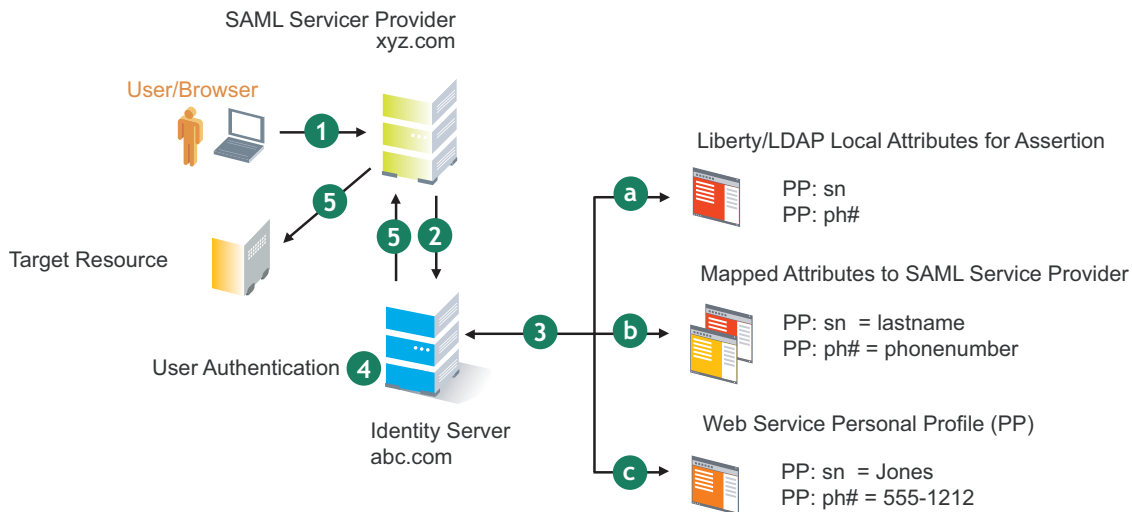 SAML Servicer Provider
xyz.com
User/Browser
1
5
5
2
Target Resource
User Authentication 4
Identity Server
abc.com
3
a
Liberty/LDAP Local Attributes for Assertion
PP: sn
PP: ph#
b
Mapped Attributes to SAML Service Provider
PP: sn = lastname
PP: ph# = phonenumber
c
Web Service Personal Profile (PP)
PP: sn = Jones
PP: ph# = 555-1212